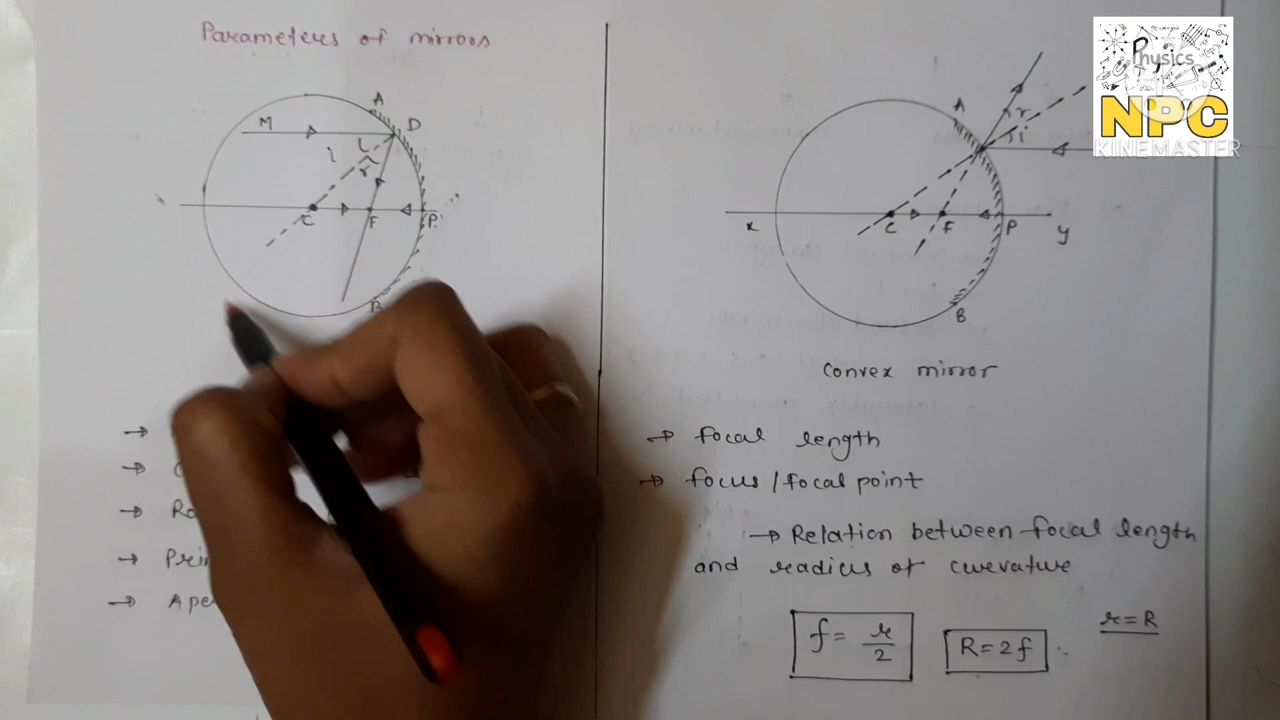 Parameters of mirrors
A
M
D
i
i
r
C
F
P
B
A
r
i
x
C
F
P
y
B
Convex mirror
→
→
→
→
→
→ focal length
→ focus / focal point
→ Relation between focal length
and radius of curvature
f = r/2
R = 2f
r = R
Physics
NPC
KINEMASTER